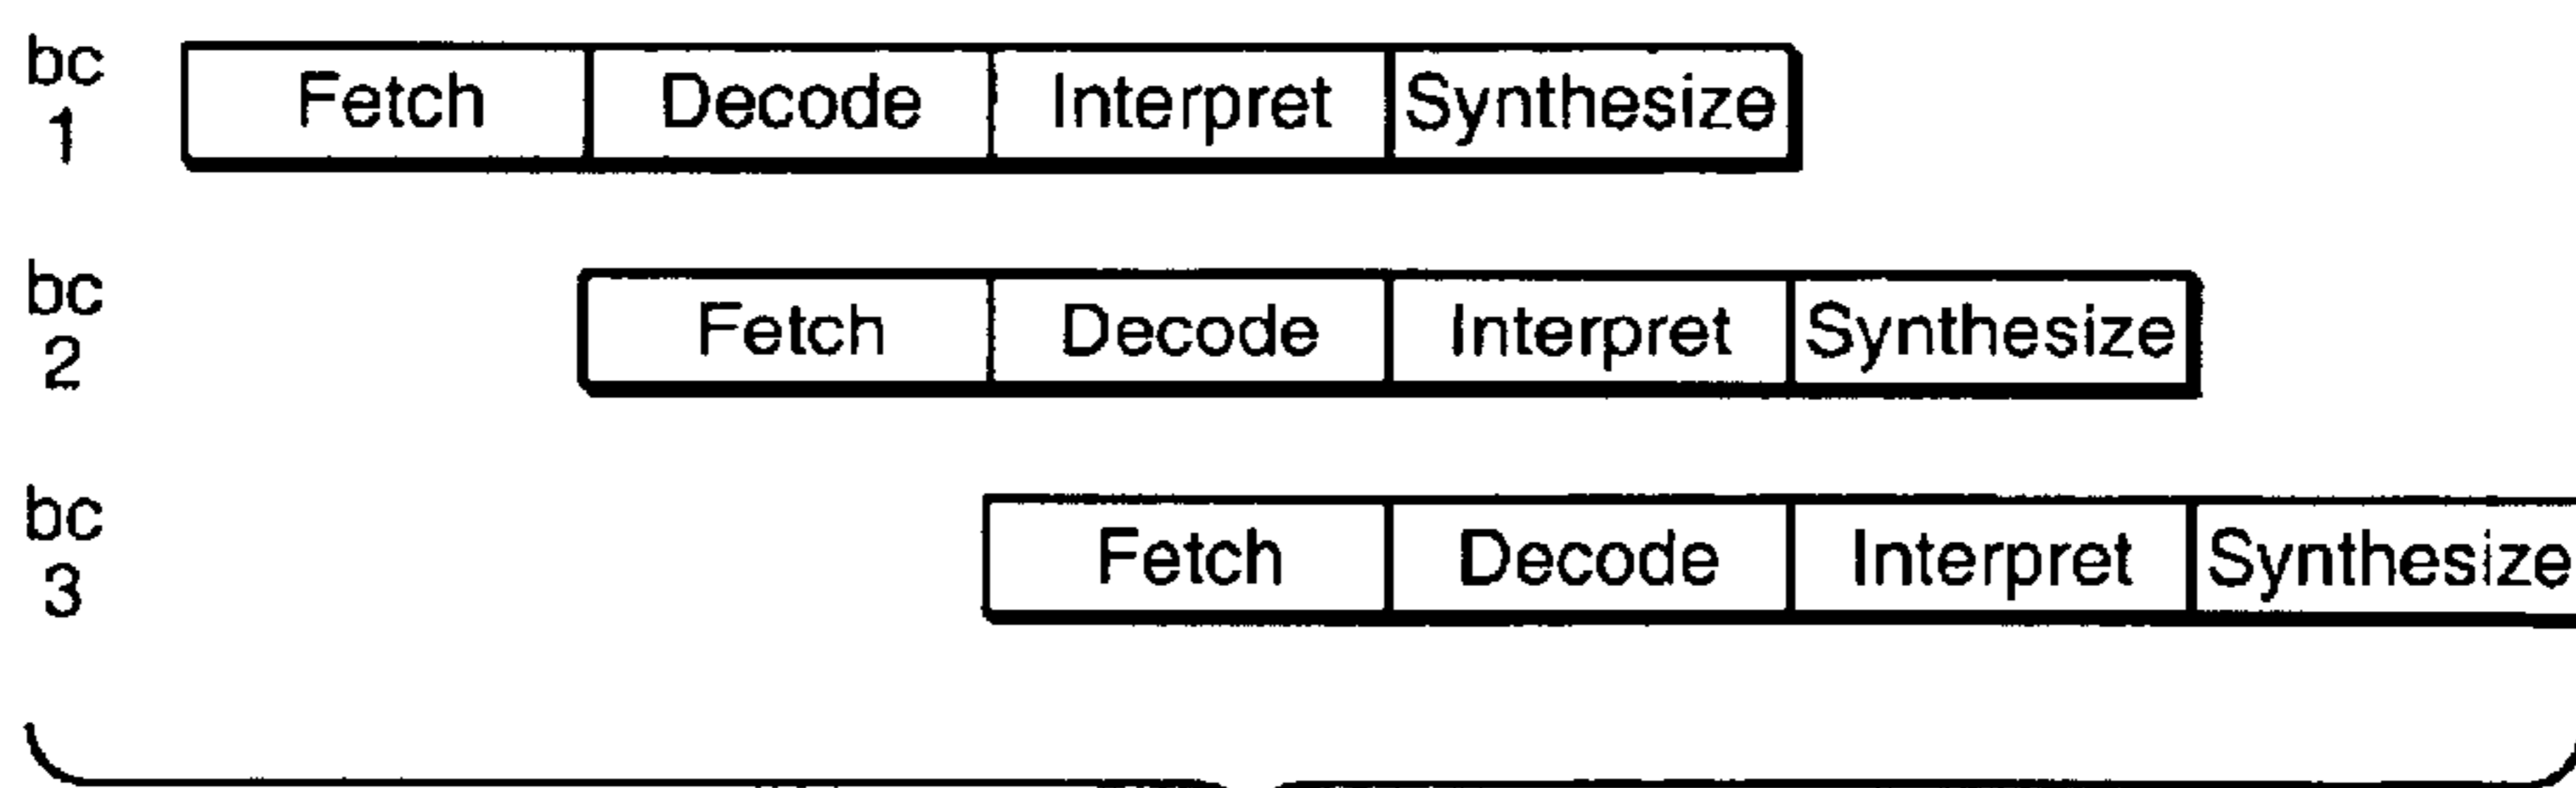 bc
1
Fetch Decode Interpret Synthesize
bc
2
Fetch Decode Interpret Synthesize
bc
3
Fetch Decode Interpret Synthesize